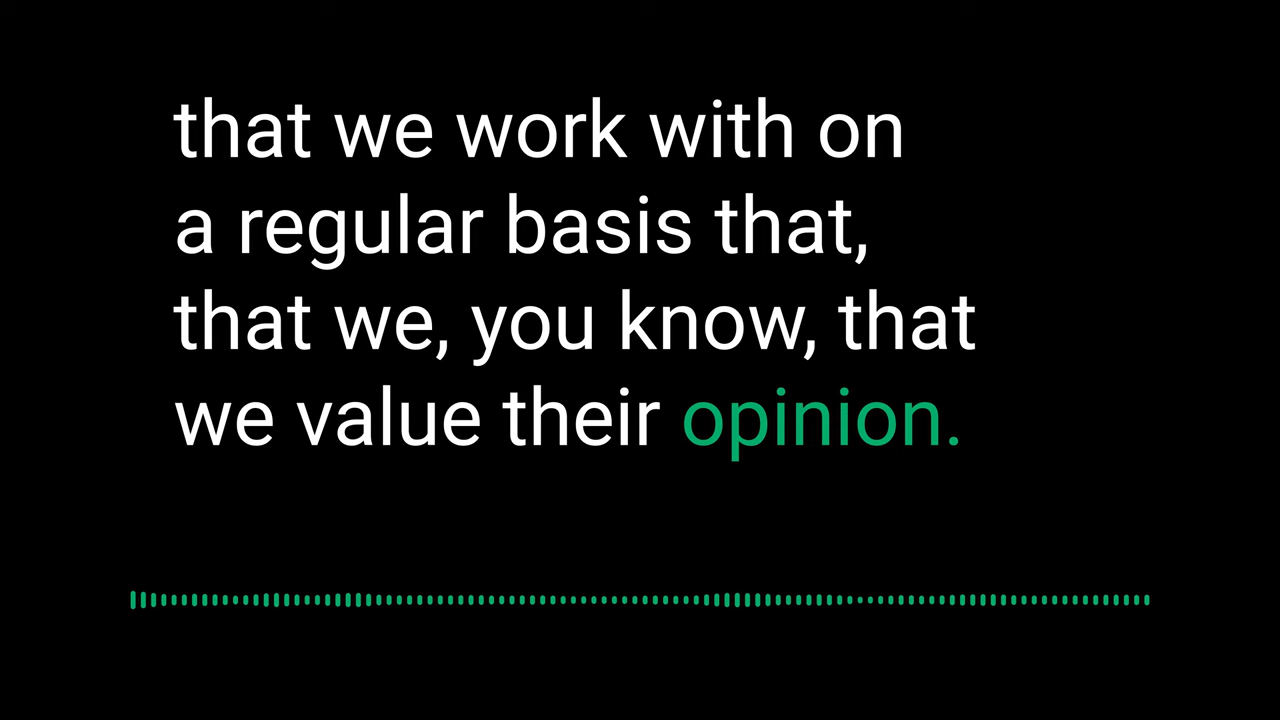 that we work with on
a regular basis that,
that we, you know, that
we value their opinion.